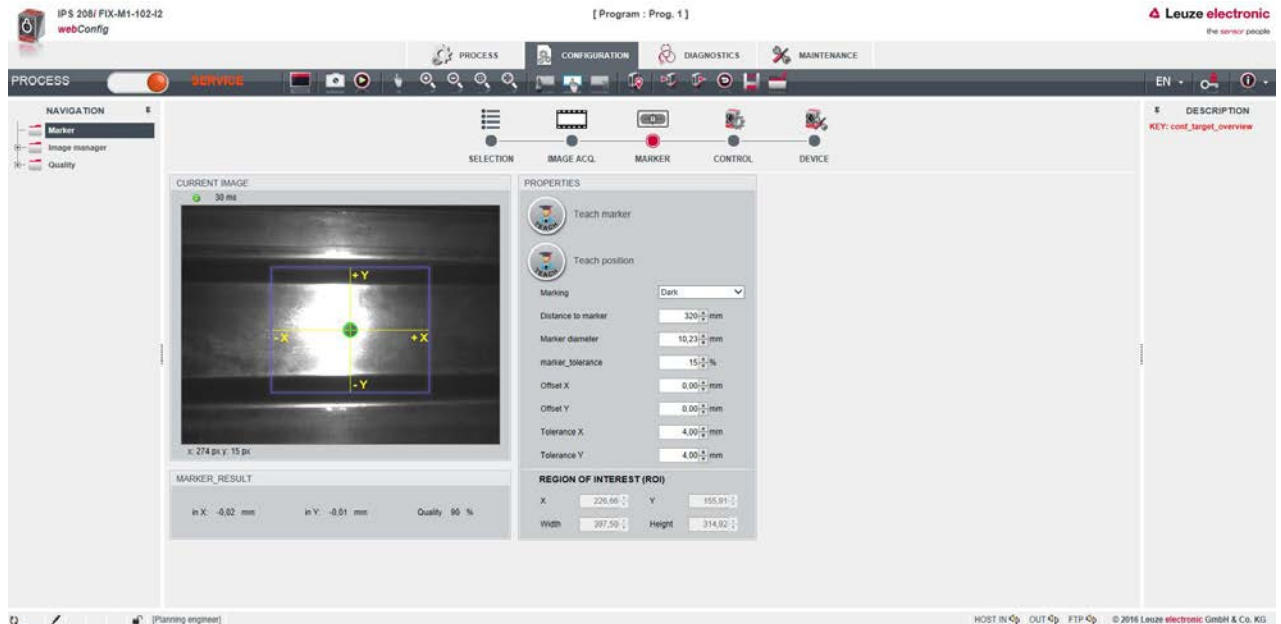 IPS 208i FIX-M1-102-I2
webConfig
[ Program : Prog. 1 ]
Leuze electronic
the sensor people
PROCESS
CONFIGURATION
DIAGNOSTICS
MAINTENANCE
PROCESS
SERVICE
EN
NAVIGATION
Marker
Image manager
Quality
SELECTION
IMAGE ACQ.
MARKER
CONTROL
DEVICE
DESCRIPTION
KEY: conf_target_overview
CURRENT IMAGE
30 ms
+Y
-X
+X
-Y
x: 274 px y: 15 px
MARKER_RESULT
in X: -0,02 mm in Y: -0,01 mm Quality 90 %
PROPERTIES
TEACH
Teach marker
TEACH
Teach position
Marking Dark
Distance to marker 320 mm
Marker diameter 10,23 mm
marker_tolerance 15 %
Offset X 0,00 mm
Offset Y 0,00 mm
Tolerance X 4,00 mm
Tolerance Y 4,00 mm
REGION OF INTEREST (ROI)
X 226,66 Y 155,91
Width 397,50 Height 314,92
[Planning engineer]
HOST IN OUT FTP © 2016 Leuze electronic GmbH & Co. KG